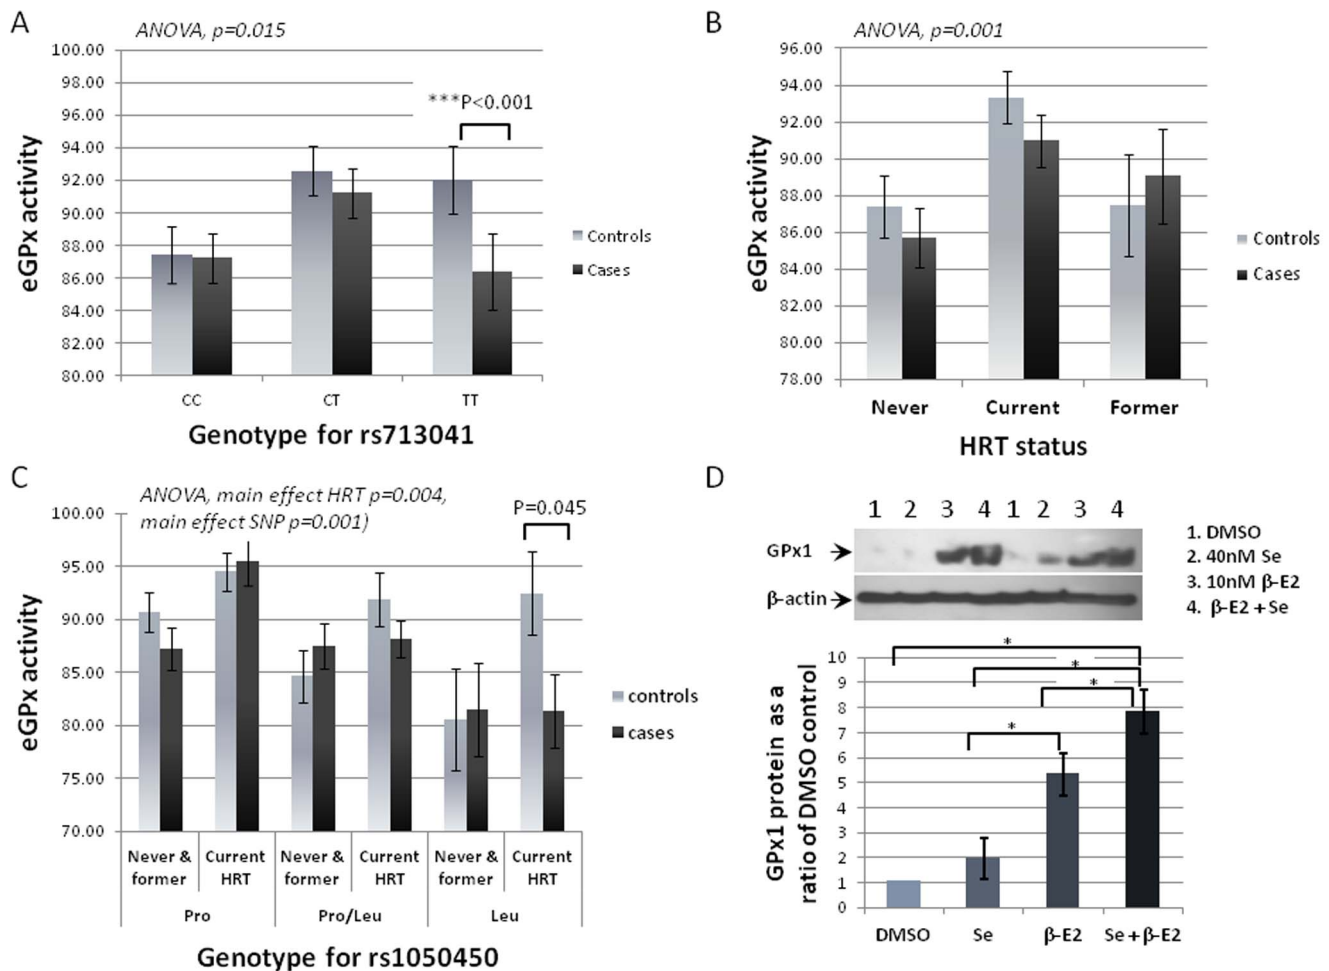 A
ANOVA, p=0.015
100.00
98.00
96.00
94.00
92.00
90.00
88.00
86.00
84.00
82.00
80.00
eGPx activity
***P<0.001
Controls
Cases
CC CT TT
Genotype for rs713041
B
ANOVA, p=0.001
96.00
94.00
92.00
90.00
88.00
86.00
84.00
82.00
80.00
78.00
eGPx activity
Controls
Cases
Never Current Former
HRT status
C
ANOVA, main effect HRT p=0.004,
main effect SNP p=0.001)
P=0.045
100.00
95.00
90.00
85.00
80.00
75.00
70.00
eGPx activity
controls
cases
Never & Current Never & Current Never & Current
former HRT former HRT former HRT
Pro Pro/Leu Leu
Genotype for rs1050450
D
1 2 3 4 1 2 3 4
GPx1
β-actin
1. DMSO
2. 40nM Se
3. 10nM β-E2
4. β-E2 + Se
*
*
*
*
10
9
8
7
6
5
4
3
2
1
0
GPx1 protein as a
ratio of DMSO control
DMSO Se β-E2 Se + β-E2